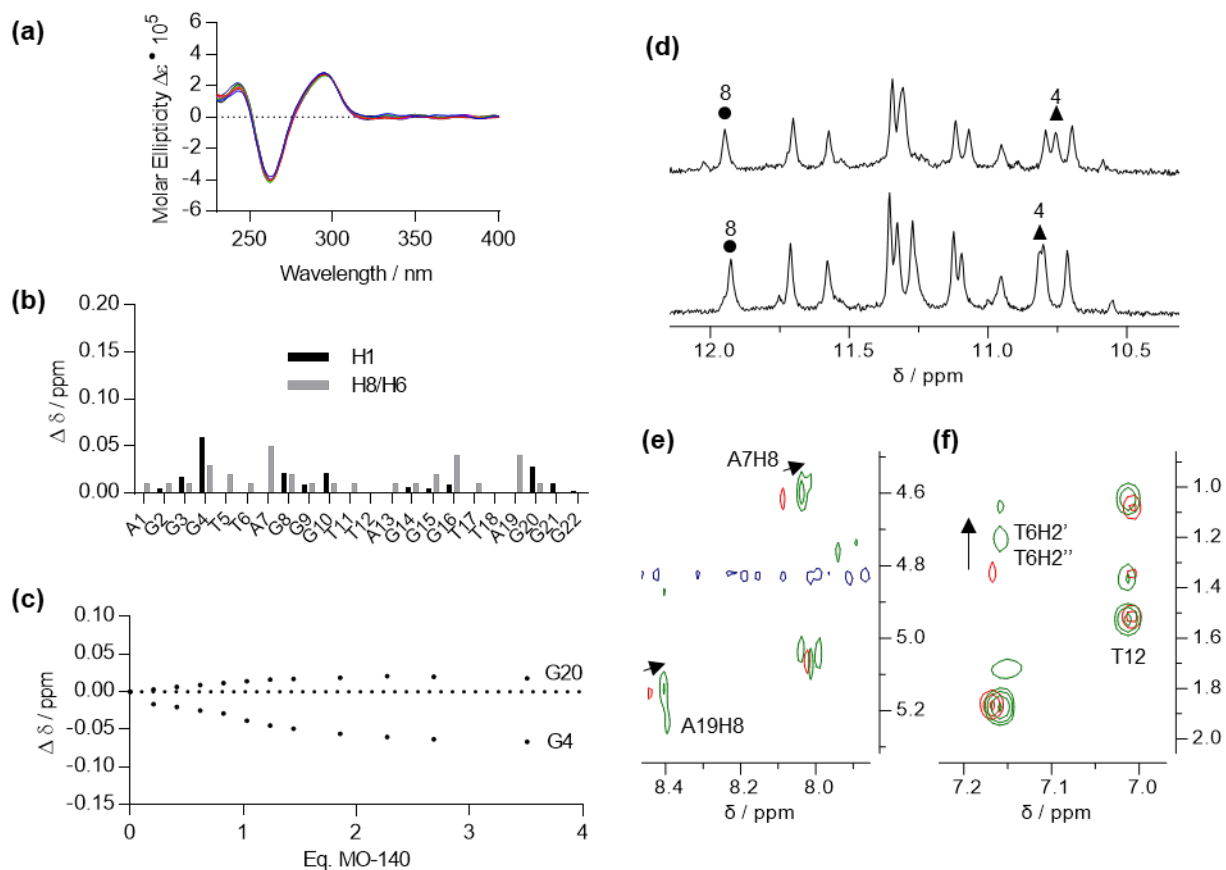 (a)
Molar Ellipticity Δε • 10⁵
6
4
2
0
-2
-4
-6
250 300 350 400
Wavelength / nm
(b)
Δ δ / ppm
0.20
0.15
0.10
0.05
0.00
H1
H8/H6
A1 G2 G3 G4 T5 T6 A7 G8 G9 G10 T11 T12 A13 G14 G15 G16 T17 T18 A19 G20 G21 G22
(c)
Δ δ / ppm
0.10
0.05
0.00
-0.05
-0.10
-0.15
G20
G4
0 1 2 3 4
Eq. MO-140
(d)
8
4
8
4
12.0 11.5 11.0 10.5
δ / ppm
(e)
A7H8
A19H8
4.6
4.8
5.0
5.2
8.4 8.2 8.0
δ / ppm
(f)
T6H2'
T6H2''
T12
1.0
1.2
1.4
1.6
1.8
2.0
7.2 7.1 7.0
δ / ppm